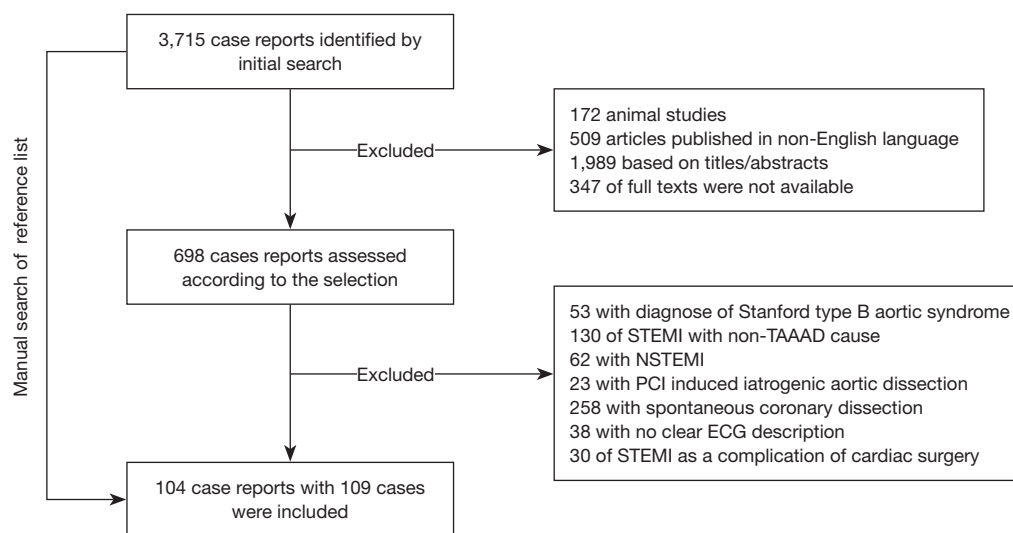 3,715 case reports identified by
initial search
Manual search of reference list
Excluded
172 animal studies
509 articles published in non-English language
1,989 based on titles/abstracts
347 of full texts were not available
698 cases reports assessed
according to the selection
Excluded
53 with diagnose of Stanford type B aortic syndrome
130 of STEMI with non-TAAAD cause
62 with NSTEMI
23 with PCI induced iatrogenic aortic dissection
258 with spontaneous coronary dissection
38 with no clear ECG description
30 of STEMI as a complication of cardiac surgery
104 case reports with 109 cases
were included